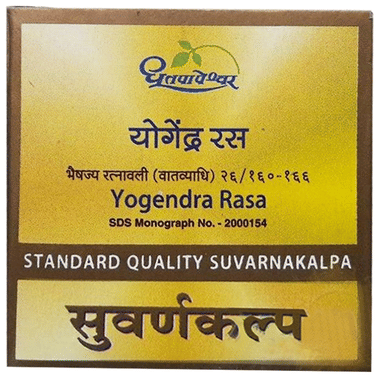 धूतपापेश्वर
योगेंद्र रस
भैषज्य रत्नावली (वातव्याधि) २६/१६०-१६६
Yogendra Rasa
SDS Monograph No. - 2000154
STANDARD QUALITY SUVARNAKALPA
सुवर्णकल्प